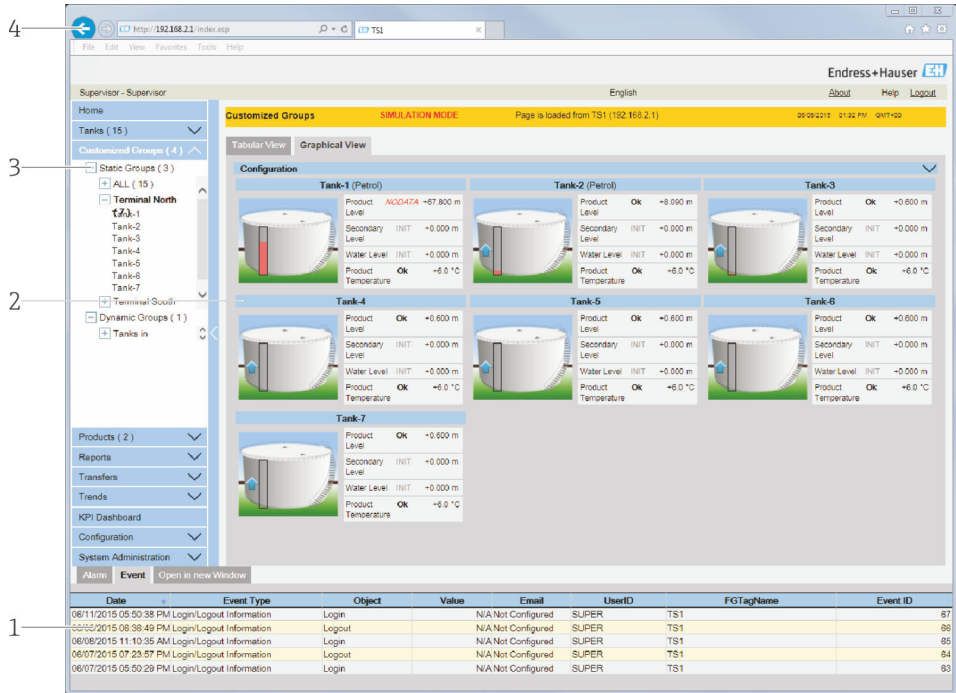 4
http://192.168.2.1/index.esp
TS1
File Edit View Favorites Tools Help
Endress+Hauser EH
Supervisor - Supervisor English About Help Logout
Home
Tanks ( 15 )
Customized Groups ( 4 )
3
Static Groups ( 3 )
ALL ( 15 )
Terminal North
Tank-1
Tank-2
Tank-3
Tank-4
Tank-5
Tank-6
Tank-7
2
Terminal South
Dynamic Groups ( 1 )
Tanks in
Products ( 2 )
Reports
Transfers
Trends
KPI Dashboard
Configuration
System Administration
Customized Groups SIMULATION MODE Page is loaded from TS1 (192.168.2.1) 01:32 PM
Tabular View Graphical View
Configuration
Tank-1 (Petrol)
Product Level NODATA +67.800 m
Secondary Level INIT +0.000 m
Water Level INIT +0.000 m
Product Temperature Ok +6.0 °C
Tank-2 (Petrol)
Product Level Ok +8.090 m
Secondary Level INIT +0.000 m
Water Level INIT +0.000 m
Product Temperature Ok +6.0 °C
Tank-3
Product Level Ok +0.600 m
Secondary Level INIT +0.000 m
Water Level INIT +0.000 m
Product Temperature Ok +6.0 °C
Tank-4
Product Level Ok +0.600 m
Secondary Level INIT +0.000 m
Water Level INIT +0.000 m
Product Temperature Ok +6.0 °C
Tank-5
Product Level Ok +0.600 m
Secondary Level INIT +0.000 m
Water Level INIT +0.000 m
Product Temperature Ok +6.0 °C
Tank-6
Product Level Ok +0.600 m
Secondary Level INIT +0.000 m
Water Level INIT +0.000 m
Product Temperature Ok +6.0 °C
Tank-7
Product Level Ok +0.600 m
Secondary Level INIT +0.000 m
Water Level INIT +0.000 m
Product Temperature Ok +6.0 °C
Alarm Event Open in new Window
Date Event Type Object Value Email UserID FGTagName Event ID
06/11/2015 05:50:38 PM Login/Logout Information Login N/A Not Configured SUPER TS1 67
1
06:36:49 PM Login/Logout Information Logout N/A Not Configured SUPER TS1 66
06/08/2015 11:10:35 AM Login/Logout Information Login N/A Not Configured SUPER TS1 65
06/07/2015 07:23:57 PM Login/Logout Information Logout N/A Not Configured SUPER TS1 64
06/07/2015 05:50:29 PM Login/Logout Information Login N/A Not Configured SUPER TS1 63